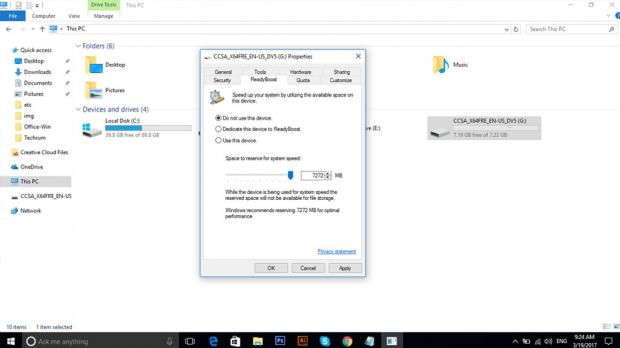 Drive Tools
This PC
File
Computer
View
Manage
This PC
Search This PC
Quick access
Desktop
Downloads
Documents
Pictures
etc
img
Office-Win
Techrum
Creative Cloud Files
OneDrive
This PC
CCSA_X64FRE_EN-US
Network
Folders (6)
Desktop
Pictures
Music
Devices and drives (4)
Local Disk (C:)
39.8 GB free of 69.8 GB
ve (E:)
CCSA_X64FRE_EN-US_DV5 (G:)
7.19 GB free of 7.22 GB
CCSA_X64FRE_EN-US_DV5 (G:) Properties
General
Tools
Hardware
Sharing
Security
ReadyBoost
Quota
Customize
Speed up your system by utilizing the available space on
this device.
Do not use this device.
Dedicate this device to ReadyBoost.
Use this device.
Space to reserve for system speed:
7272 MB
While the device is being used for system speed the
reserved space will not be available for file storage.
Windows recommends reserving 7272 MB for optimal
performance.
Privacy statement
OK
Cancel
Apply
10 items
1 item selected
Ask me anything
Ps
Ai
ENG
9:24 AM
3/19/2017